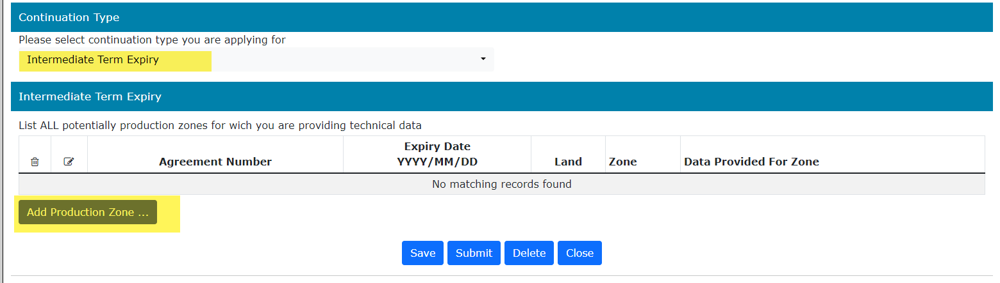 Continuation Type
Please select continuation type you are applying for
Intermediate Term Expiry
Intermediate Term Expiry
List ALL potentially production zones for wich you are providing technical data
Expiry Date
Agreement Number YYYY/MM/DD Land Zone Data Provided For Zone
No matching records found
Add Production Zone ...
Save Submit Delete Close